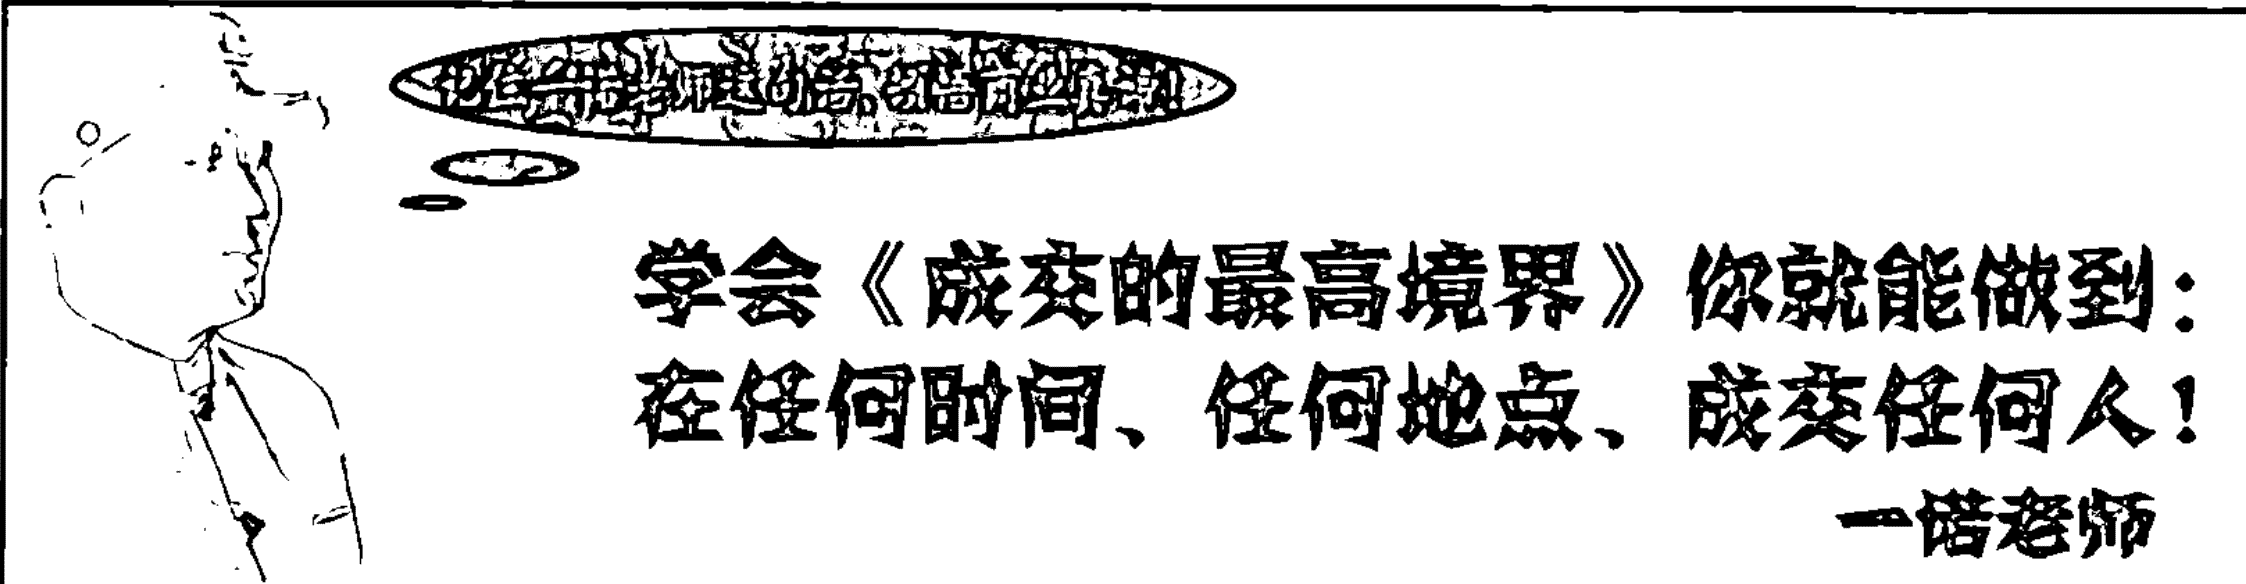 学会《成交的最高境界》你就能做到：
在任何时间、任何地点、成交任何人！
一诺老师